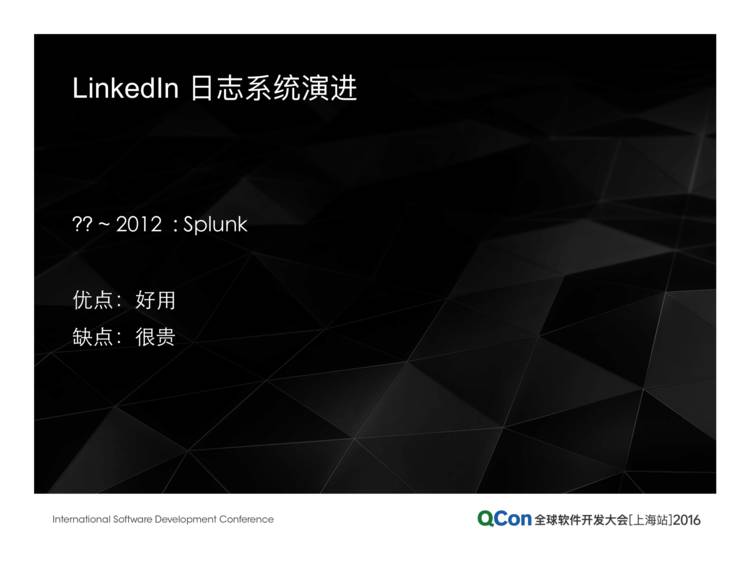 LinkedIn 日志系统演进
?? ~ 2012 : Splunk
优点：好用
缺点：很贵
International Software Development Conference
QCon 全球软件开发大会[上海站]2016